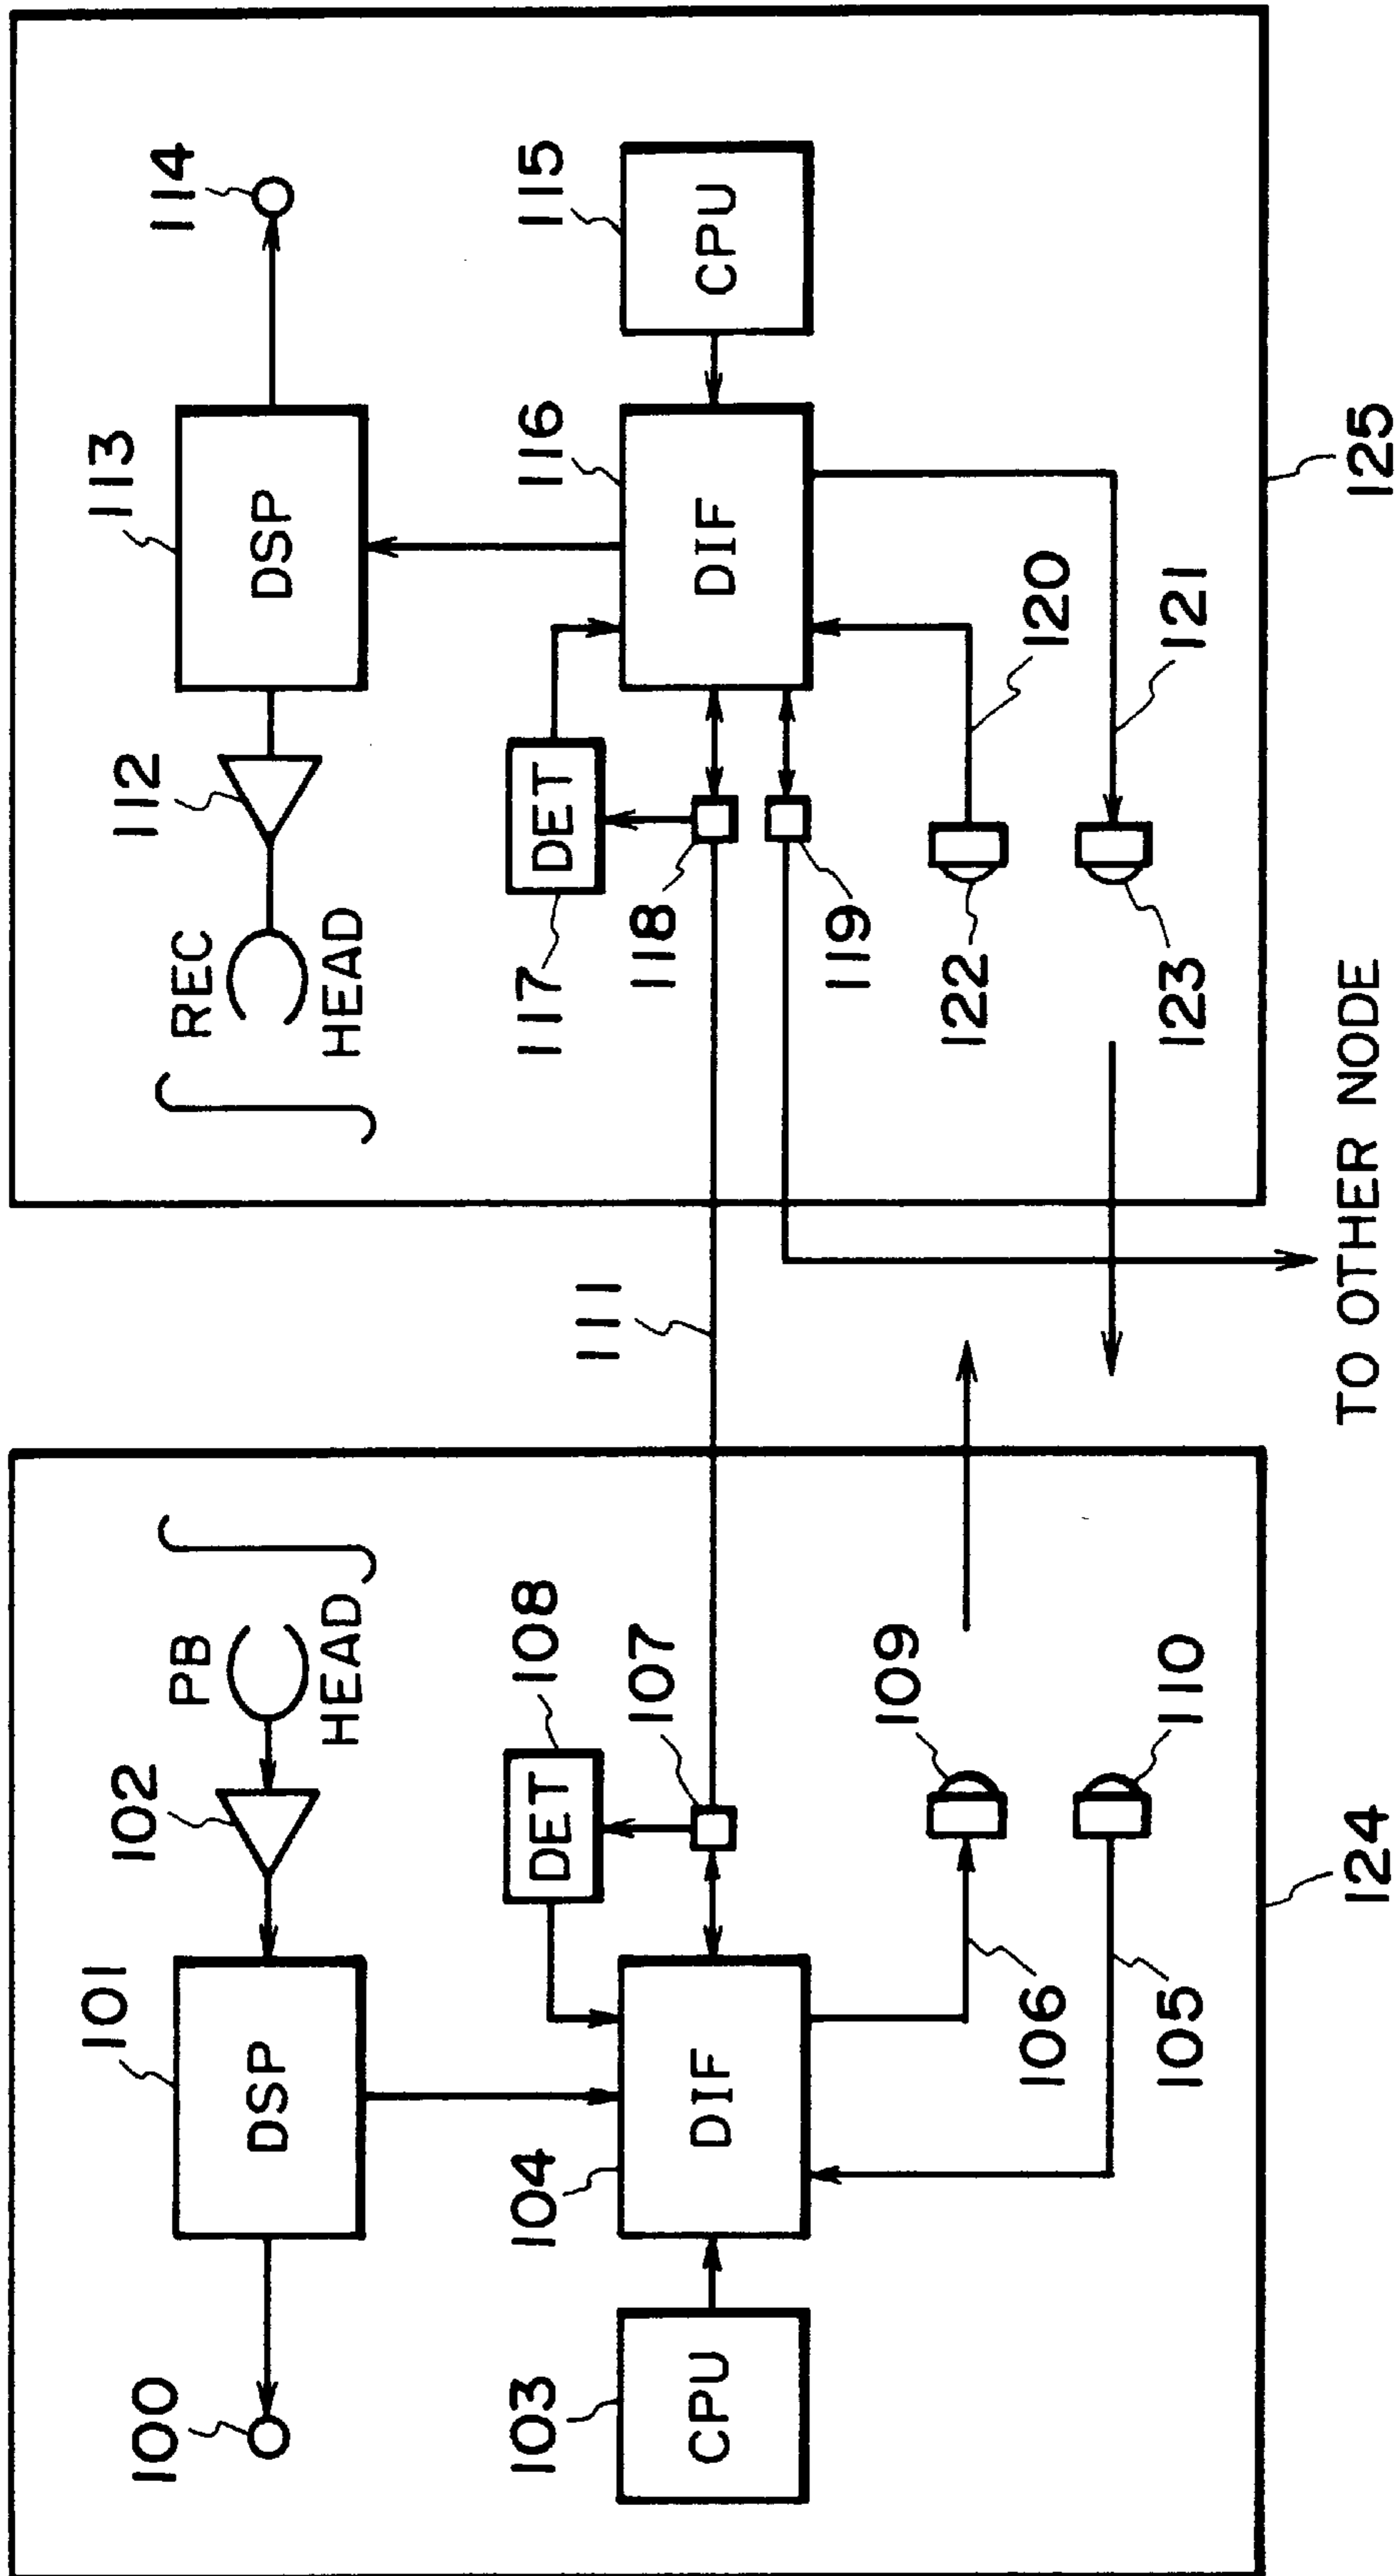 100
101
DSP
102
PB
HEAD
103
CPU
104
DIF
DET
108
107
106
105
109
110
124
111
REC
HEAD
112
113
DSP
114
117
DET
118
119
116
DIF
115
CPU
122
120
123
121
125
TO OTHER NODE